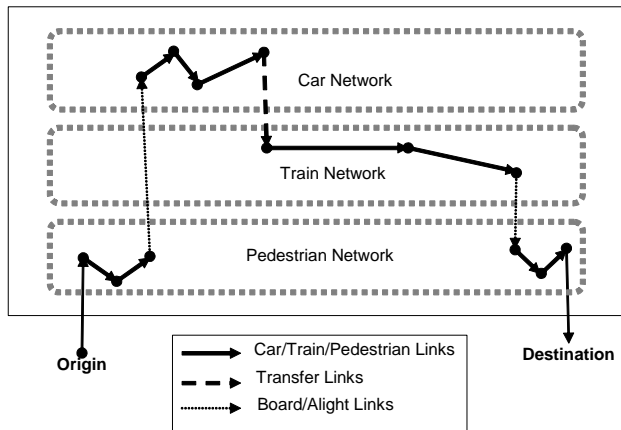 Car Network
Train Network
Pedestrian Network
Origin
Destination
Car/Train/Pedestrian Links
Transfer Links
Board/Alight Links